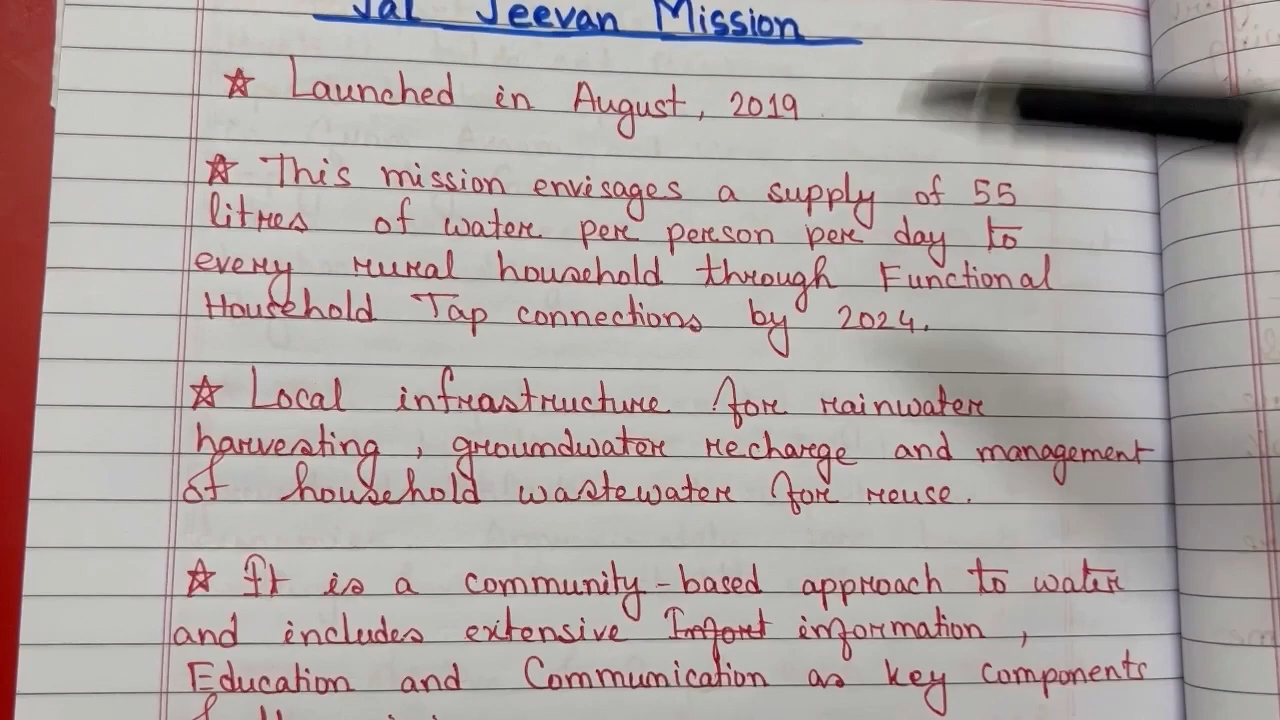 Jal Jeevan Mission
☆ Launched in August, 2019
☆ This mission envisages a supply of 55
litres of water per person per day to
every rural household through Functional
Household Tap connections by 2024.
☆ Local infrastructure for rainwater
harvesting, groundwater recharge and management
of household wastewater for reuse.
☆ It is a community-based approach to water
and includes extensive information,
Education and Communication as key components